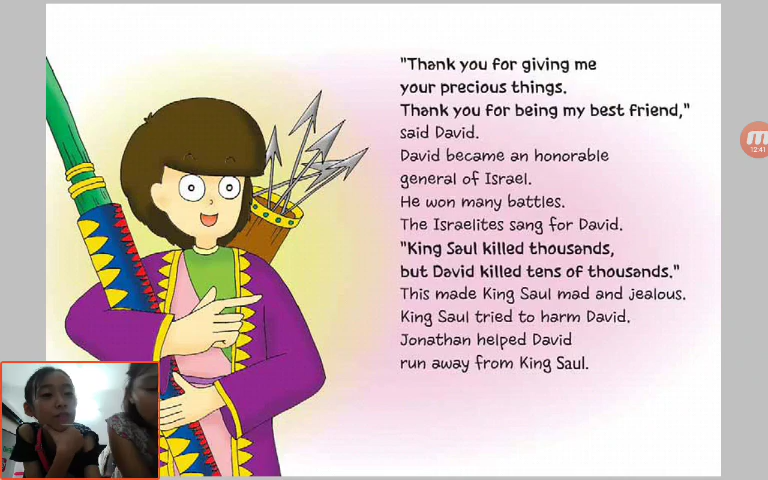 "Thank you for giving me
your precious things.
Thank you for being my best friend,"
said David.
David became an honorable
general of Israel.
He won many battles.
The Israelites sang for David.
"King Saul killed thousands,
but David killed tens of thousands."
This made King Saul mad and jealous.
King Saul tried to harm David.
Jonathan helped David
run away from King Saul.
12:41